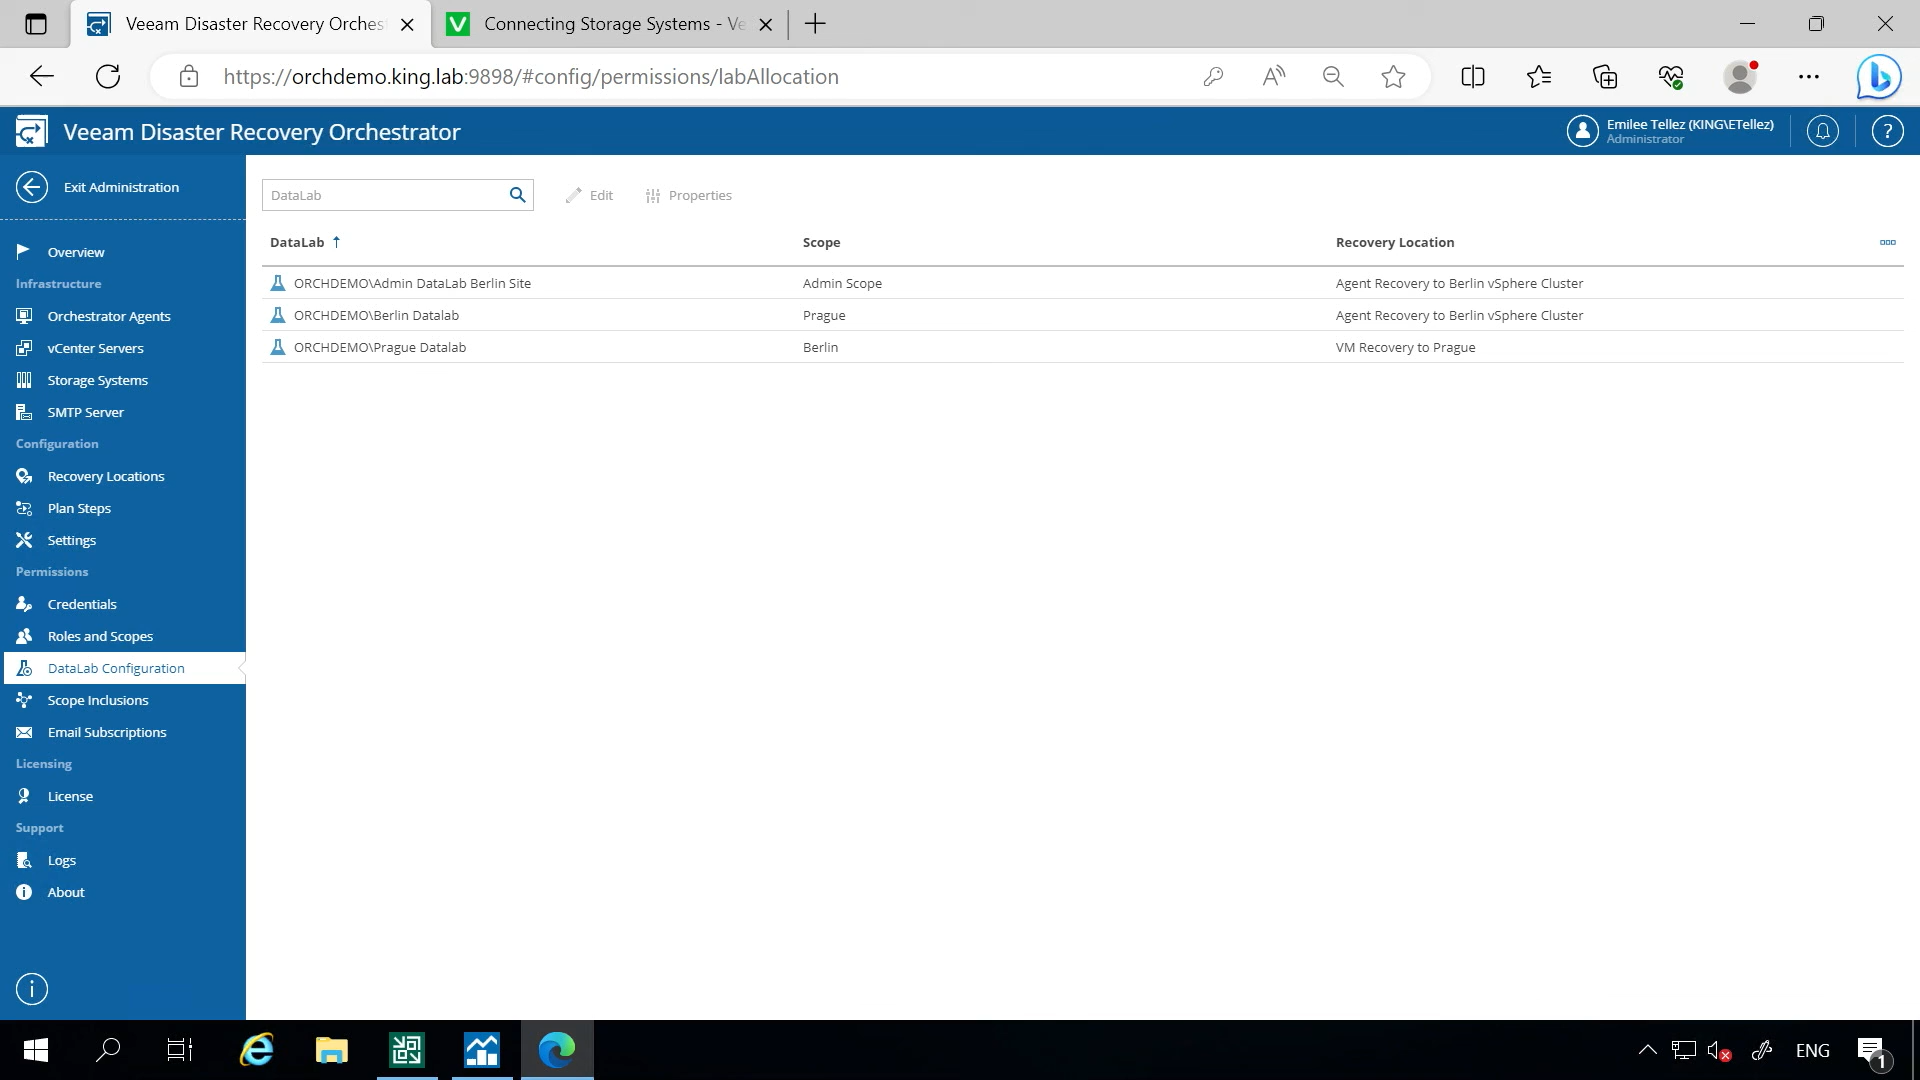 Veeam Disaster Recovery Orches
Connecting Storage Systems - Ve
https://orchdemo.king.lab:9898/#config/permissions/labAllocation
Veeam Disaster Recovery Orchestrator
Emilee Tellez (KING\ETellez)
Administrator
Exit Administration
Overview
Infrastructure
Orchestrator Agents
vCenter Servers
Storage Systems
SMTP Server
Configuration
Recovery Locations
Plan Steps
Settings
Permissions
Credentials
Roles and Scopes
DataLab Configuration
Scope Inclusions
Email Subscriptions
Licensing
License
Support
Logs
About
DataLab
Edit
Properties
DataLab Scope Recovery Location
ORCHDEMO\Admin DataLab Berlin Site Admin Scope Agent Recovery to Berlin vSphere Cluster
ORCHDEMO\Berlin Datalab Prague Agent Recovery to Berlin vSphere Cluster
ORCHDEMO\Prague Datalab Berlin VM Recovery to Prague
ENG
1